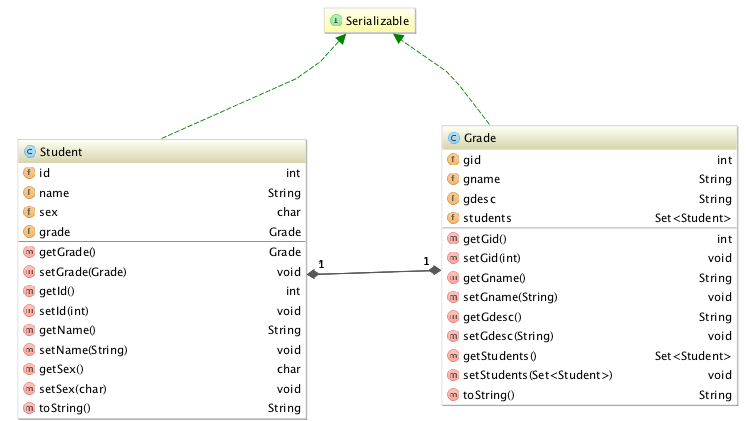 Serializable
Student
id int
name String
sex char
grade Grade
getGrade() Grade
setGrade(Grade) void
getId() int
setId(int) void
getName() String
setName(String) void
getSex() char
setSex(char) void
toString() String
1
1
Grade
gid int
gname String
gdesc String
students Set<Student>
getGid() int
setGid(int) void
getGname() String
setGname(String) void
getGdesc() String
setGdesc(String) void
getStudents() Set<Student>
setStudents(Set<Student>) void
toString() String